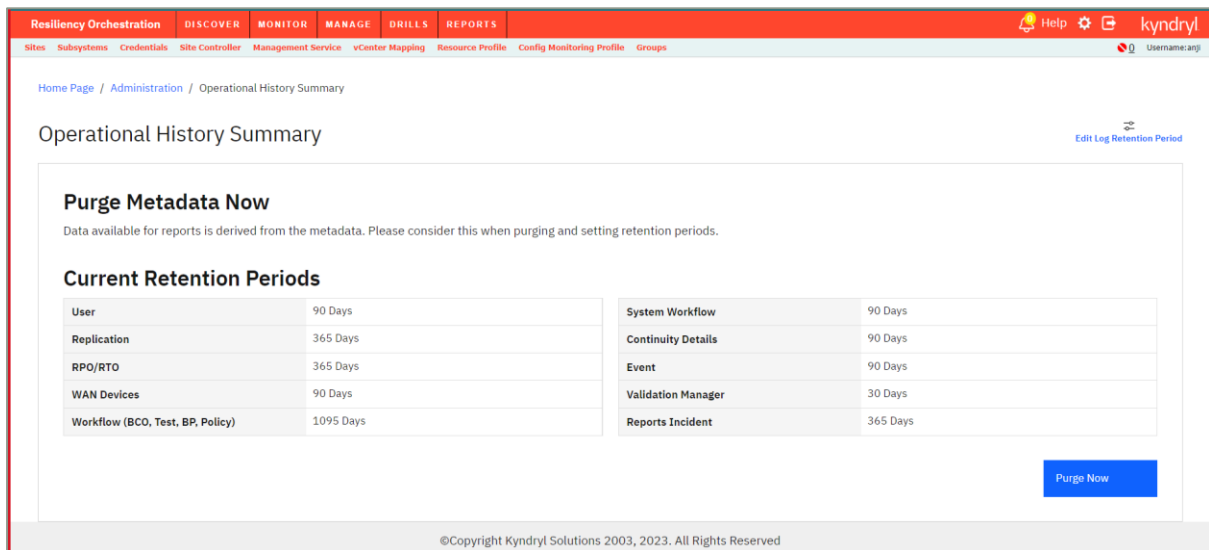 Resiliency Orchestration DISCOVER MONITOR MANAGE DRILLS REPORTS 0 Help kyndryl
Sites Subsystems Credentials Site Controller Management Service vCenter Mapping Resource Profile Config Monitoring Profile Groups 0 Username:anji
Home Page / Administration / Operational History Summary
Operational History Summary
Edit Log Retention Period
Purge Metadata Now
Data available for reports is derived from the metadata. Please consider this when purging and setting retention periods.
Current Retention Periods
User 90 Days System Workflow 90 Days
Replication 365 Days Continuity Details 90 Days
RPO/RTO 365 Days Event 90 Days
WAN Devices 90 Days Validation Manager 30 Days
Workflow (BCO, Test, BP, Policy) 1095 Days Reports Incident 365 Days
Purge Now
©Copyright Kyndryl Solutions 2003, 2023. All Rights Reserved